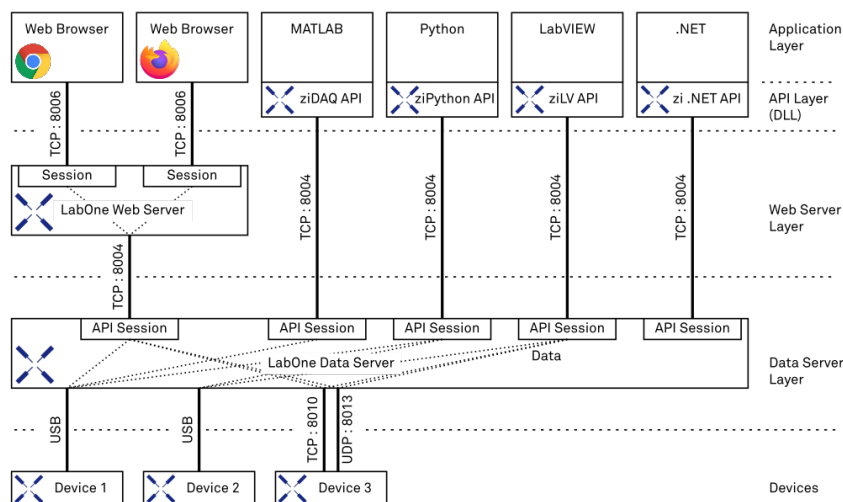 Web Browser
Web Browser
MATLAB
Python
LabVIEW
.NET
Application
Layer
ziDAQ API
ziPython API
ziLV API
zi .NET API
API Layer
(DLL)
TCP : 8006
TCP : 8006
Session
Session
LabOne Web Server
TCP : 8004
TCP : 8004
TCP : 8004
TCP : 8004
Web Server
Layer
TCP : 8004
API Session
API Session
API Session
API Session
API Session
LabOne Data Server
Data
Data Server
Layer
USB
USB
TCP : 8010
UDP : 8013
Device 1
Device 2
Device 3
Devices